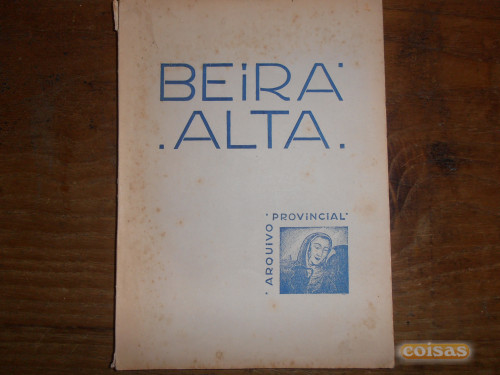 BEiRA·
·ALTA·
·PROViNCiAL·
·ARQUiVO
coisas